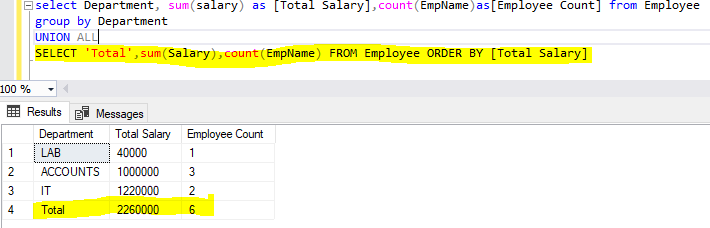 select Department, sum(salary) as [Total Salary],count(EmpName)as[Employee Count] from Employee
group by Department
UNION ALL
SELECT 'Total',sum(Salary),count(EmpName) FROM Employee ORDER BY [Total Salary]
100 %
Results Messages
Department Total Salary Employee Count
1 LAB 40000 1
2 ACCOUNTS 1000000 3
3 IT 1220000 2
4 Total 2260000 6